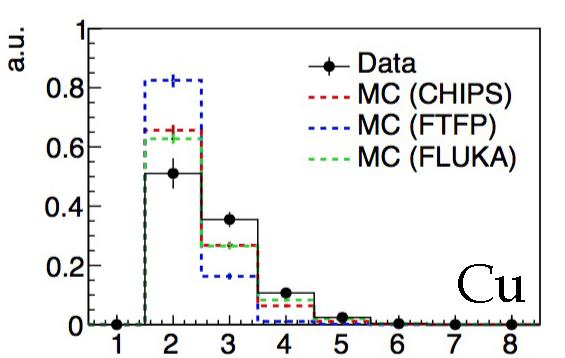 a.u.
1
0.8
0.6
0.4
0.2
0
Data
MC (CHIPS)
MC (FTFP)
MC (FLUKA)
Cu
1 2 3 4 5 6 7 8